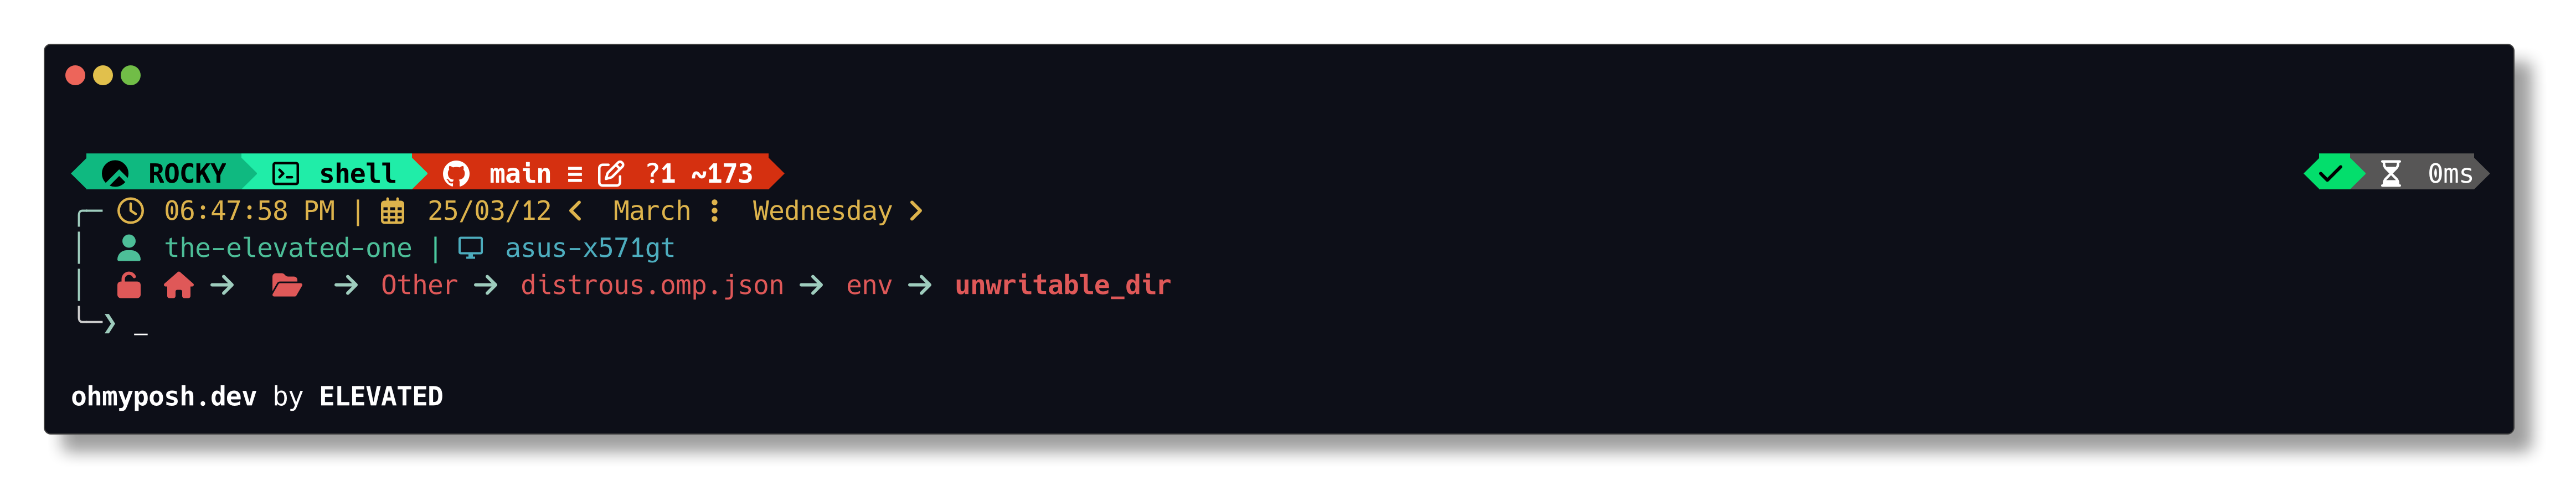 ROCKY shell main ≡ ?1 ~173 0ms
06:47:58 PM | 25/03/12 < March ⋮ Wednesday >
the-elevated-one | asus-x571gt
→ → Other → distrous.omp.json → env → unwritable_dir
❯ _
ohmyposh.dev by ELEVATED